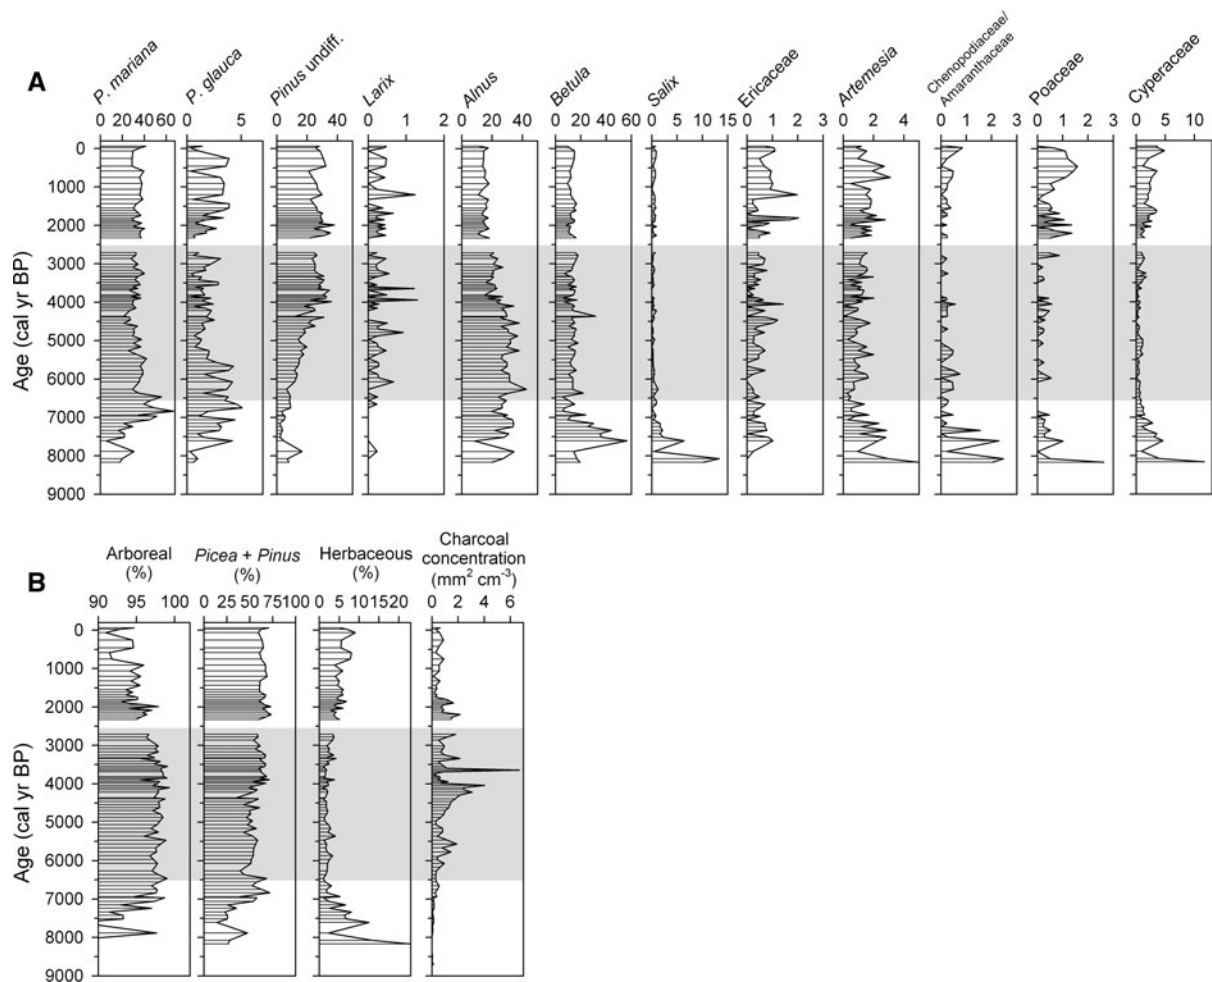 A
P. mariana
P. glauca
Pinus undiff.
Larix
Alnus
Betula
Salix
Ericaceae
Artemesia
Chenopodiaceae/
Amaranthaceae
Poaceae
Cyperaceae
0 20 40 60 0 5 0 20 40 0 1 2 0 20 40 0 20 40 60 0 5 10 15 0 1 2 3 0 2 4 0 1 2 3 0 1 2 3 0 5 10
Age (cal yr BP)
0
1000
2000
3000
4000
5000
6000
7000
8000
9000
B
Arboreal
(%)
Picea + Pinus
(%)
Herbaceous
(%)
Charcoal
concentration
(mm² cm⁻³)
90 95 100 0 25 50 75 100 0 5 10 15 20 0 2 4 6
Age (cal yr BP)
0
1000
2000
3000
4000
5000
6000
7000
8000
9000